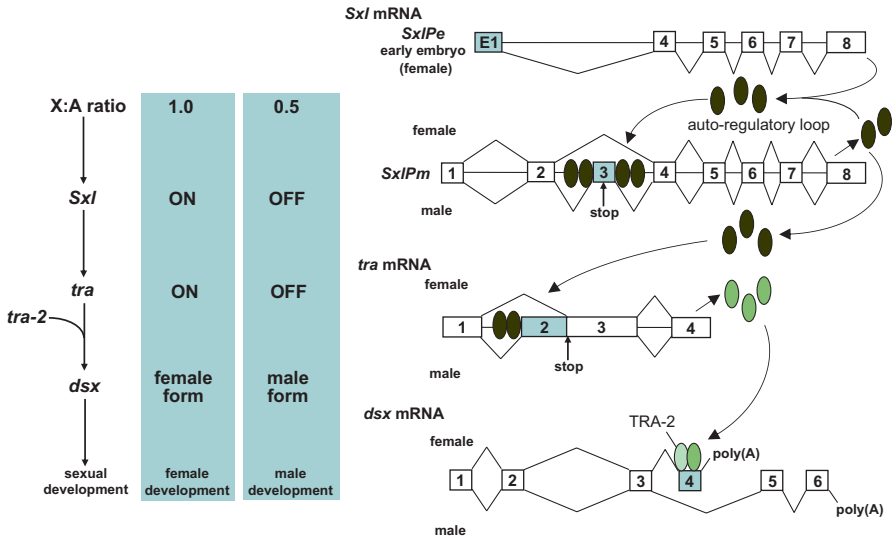 X:A ratio
1.0
0.5
Sxl
ON
OFF
tra
ON
OFF
tra-2
dsx
female
form
male
form
sexual
development
female
development
male
development
Sxl mRNA
SxlPe
early embryo
(female)
E1
4
5
6
7
8
auto-regulatory loop
female
SxlPm
1
2
3
4
5
6
7
8
male
stop
tra mRNA
female
1
2
3
4
stop
male
dsx mRNA
TRA-2
female
poly(A)
1
2
3
4
5
6
poly(A)
male